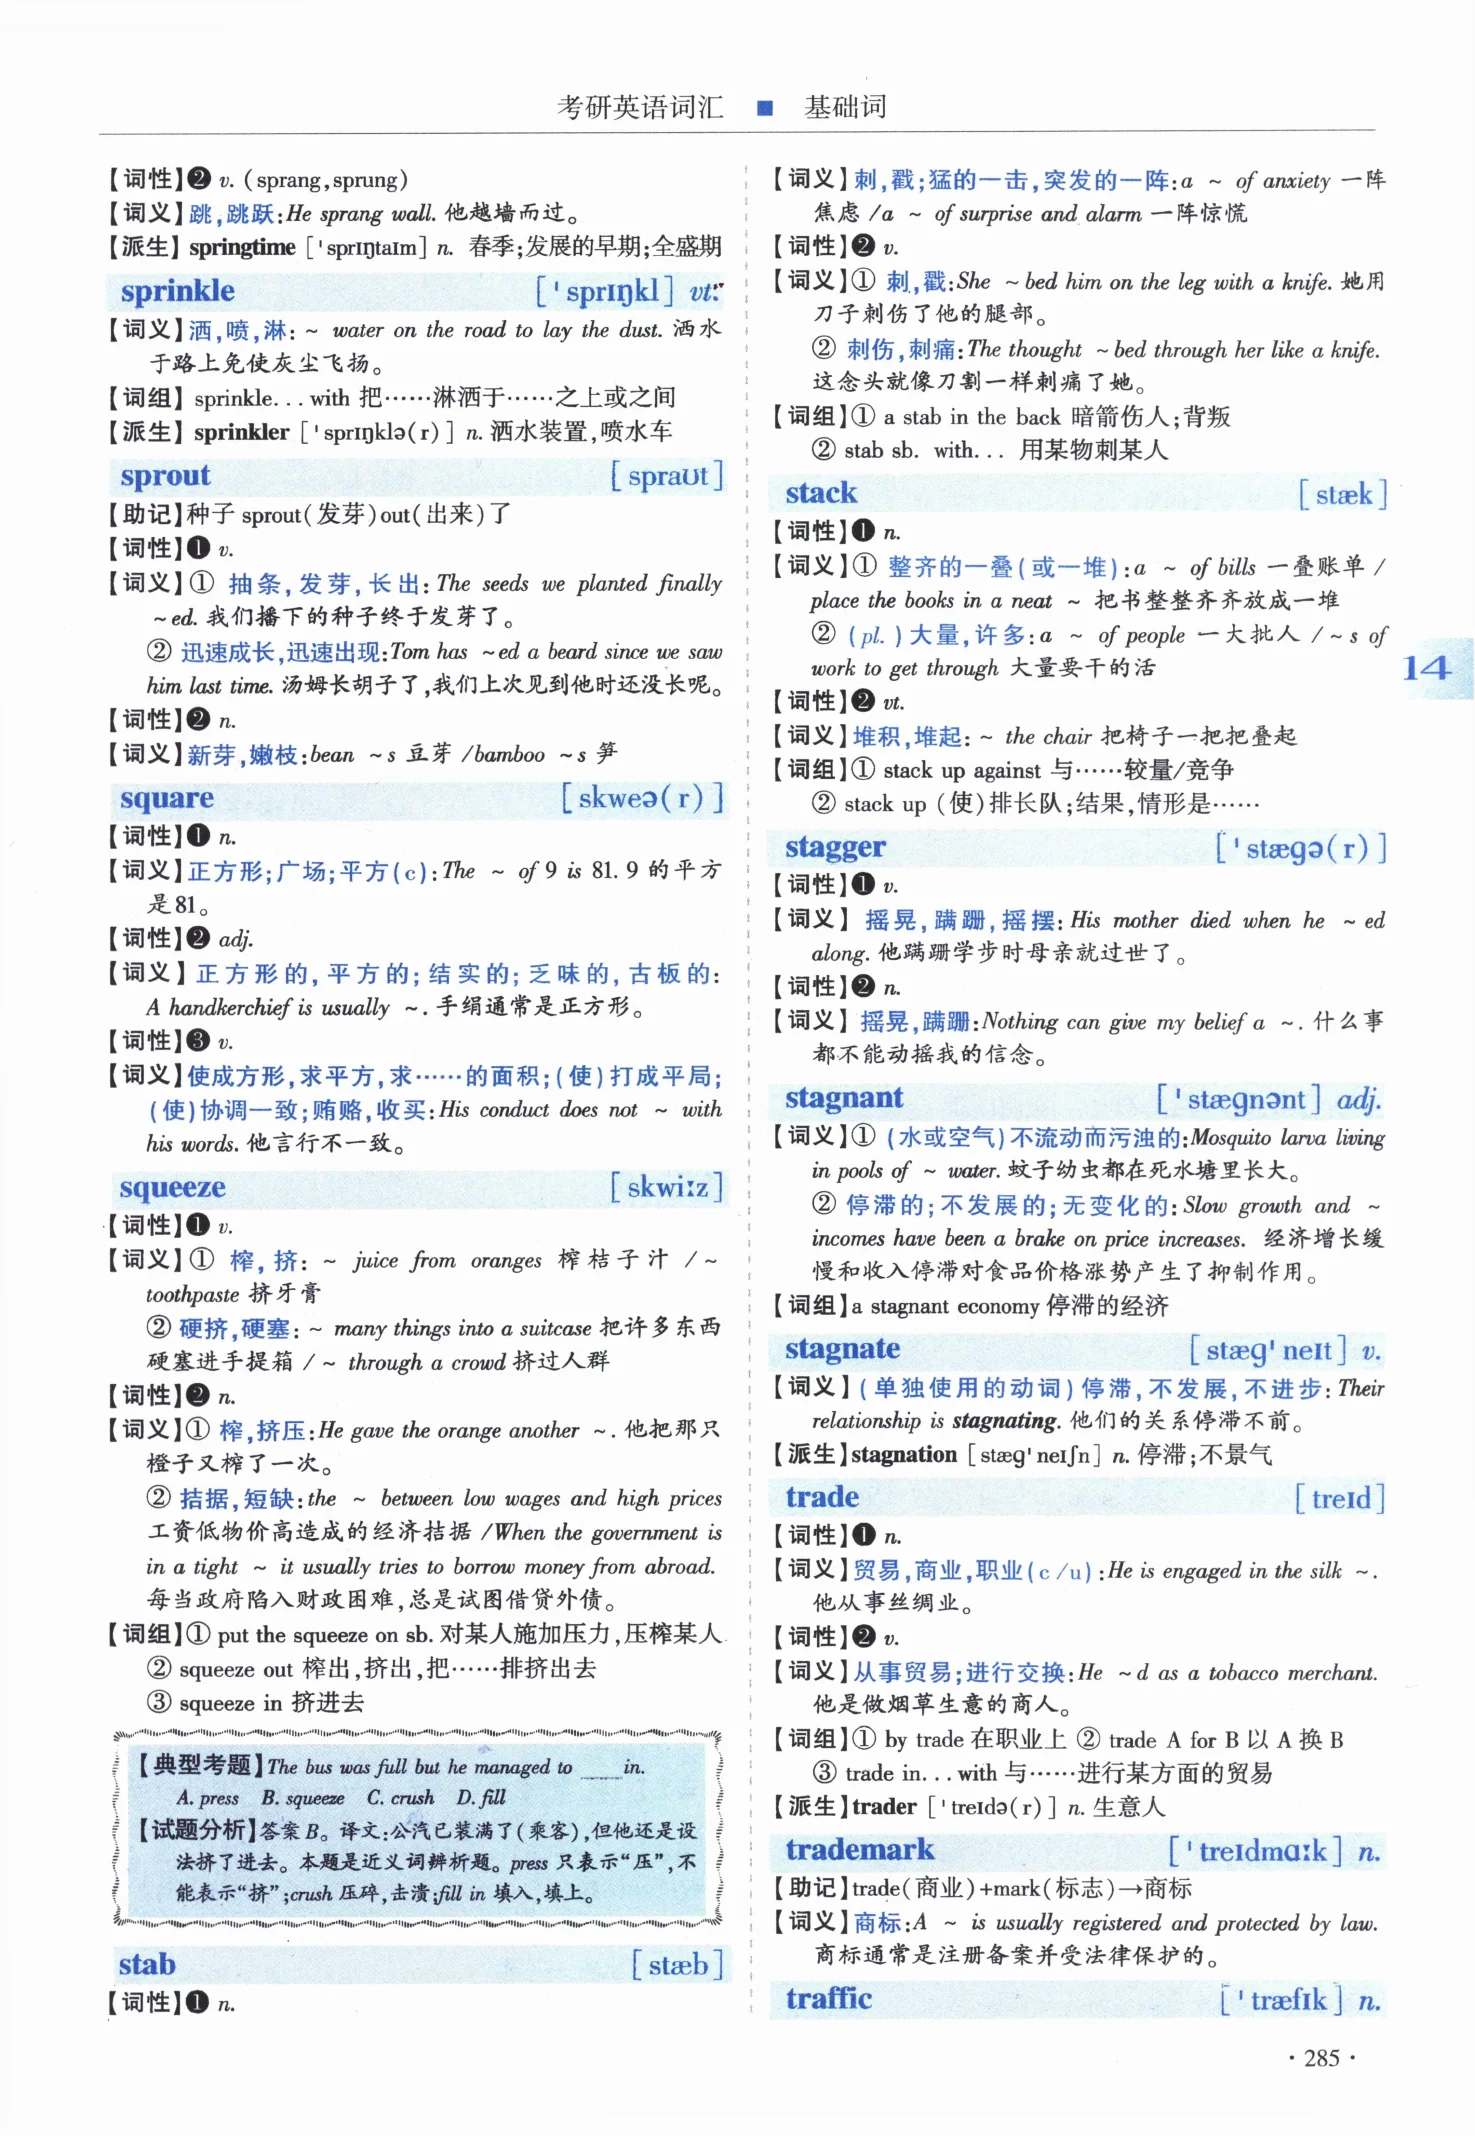 考研英语词汇 ■ 基础词
【词性】❷ v. (sprang,sprung)
【词义】跳,跳跃:He sprang wall. 他越墙而过。
【派生】springtime [ˈsprɪŋtaɪm] n. 春季;发展的早期;全盛期
sprinkle [ˈsprɪŋkl] vt.
【词义】洒,喷,淋: ~ water on the road to lay the dust. 洒水
于路上免使灰尘飞扬。
【词组】sprinkle...with 把……淋洒于……之上或之间
【派生】sprinkler [ˈsprɪŋklə(r)] n. 洒水装置,喷水车
sprout [spraʊt]
【助记】种子 sprout(发芽)out(出来)了
【词性】❶ v.
【词义】① 抽条,发芽,长出: The seeds we planted finally
~ed. 我们播下的种子终于发芽了。
② 迅速成长,迅速出现:Tom has ~ed a beard since we saw
him last time. 汤姆长胡子了,我们上次见到他时还没长呢。
【词性】❷ n.
【词义】新芽,嫩枝:bean ~s 豆芽 /bamboo ~s 笋
square [skweə(r)]
【词性】❶ n.
【词义】正方形;广场;平方(c):The ~ of 9 is 81. 9 的平方
是81。
【词性】❷ adj.
【词义】正方形的,平方的;结实的;乏味的,古板的:
A handkerchief is usually ~. 手绢通常是正方形。
【词性】❸ v.
【词义】使成方形,求平方,求……的面积;(使)打成平局;
(使)协调一致;贿赂,收买:His conduct does not ~ with
his words. 他言行不一致。
squeeze [skwiːz]
【词性】❶ v.
【词义】① 榨,挤: ~ juice from oranges 榨桔子汁 / ~
toothpaste 挤牙膏
② 硬挤,硬塞: ~ many things into a suitcase 把许多东西
硬塞进手提箱 / ~ through a crowd 挤过人群
【词性】❷ n.
【词义】① 榨,挤压:He gave the orange another ~. 他把那只
橙子又榨了一次。
② 拮据,短缺:the ~ between low wages and high prices
工资低物价高造成的经济拮据 /When the government is
in a tight ~ it usually tries to borrow money from abroad.
每当政府陷入财政困难,总是试图借贷外债。
【词组】① put the squeeze on sb. 对某人施加压力,压榨某人
② squeeze out 榨出,挤出,把……排挤出去
③ squeeze in 挤进去
【典型考题】The bus was full but he managed to ____ in.
A. press B. squeeze C. crush D. fill
【试题分析】答案 B。译文:公汽已装满了(乘客),但他还是设
法挤了进去。本题是近义词辨析题。press 只表示“压”,不
能表示“挤”;crush 压碎,击溃;fill in 填入,填上。
stab [stæb]
【词性】❶ n.
【词义】刺,戳;猛的一击,突发的一阵:a ~ of anxiety 一阵
焦虑 /a ~ of surprise and alarm 一阵惊慌
【词性】❷ v.
【词义】① 刺,戳:She ~bed him on the leg with a knife. 她用
刀子刺伤了他的腿部。
② 刺伤,刺痛:The thought ~bed through her like a knife.
这念头就像刀割一样刺痛了她。
【词组】① a stab in the back 暗箭伤人;背叛
② stab sb. with... 用某物刺某人
stack [stæk]
【词性】❶ n.
【词义】① 整齐的一叠(或一堆):a ~ of bills 一叠账单 /
place the books in a neat ~ 把书整整齐齐放成一堆
② (pl.)大量,许多:a ~ of people 一大批人 /~s of
work to get through 大量要干的活
【词性】❷ vt.
【词义】堆积,堆起: ~ the chair 把椅子一把把叠起
【词组】① stack up against 与……较量/竞争
② stack up (使)排长队;结果,情形是……
stagger [ˈstæɡə(r)]
【词性】❶ v.
【词义】摇晃,蹒跚,摇摆: His mother died when he ~ed
along. 他蹒跚学步时母亲就过世了。
【词性】❷ n.
【词义】摇晃,蹒跚:Nothing can give my belief a ~. 什么事
都不能动摇我的信念。
stagnant [ˈstæɡnənt] adj.
【词义】① (水或空气)不流动而污浊的:Mosquito larva living
in pools of ~ water. 蚊子幼虫都在死水塘里长大。
② 停滞的;不发展的;无变化的: Slow growth and ~
incomes have been a brake on price increases. 经济增长缓
慢和收入停滞对食品价格涨势产生了抑制作用。
【词组】a stagnant economy 停滞的经济
stagnate [stæɡˈneɪt] v.
【词义】(单独使用的动词)停滞,不发展,不进步: Their
relationship is stagnating. 他们的关系停滞不前。
【派生】stagnation [stæɡˈneɪʃn] n. 停滞;不景气
trade [treɪd]
【词性】❶ n.
【词义】贸易,商业,职业(c/u):He is engaged in the silk ~.
他从事丝绸业。
【词性】❷ v.
【词义】从事贸易;进行交换:He ~d as a tobacco merchant.
他是做烟草生意的商人。
【词组】① by trade 在职业上 ② trade A for B 以 A 换 B
③ trade in...with 与……进行某方面的贸易
【派生】trader [ˈtreɪdə(r)] n. 生意人
trademark [ˈtreɪdmɑːk] n.
【助记】trade(商业)+mark(标志)→商标
【词义】商标:A ~ is usually registered and protected by law.
商标通常是注册备案并受法律保护的。
traffic [ˈtræfɪk] n.
14
·285·